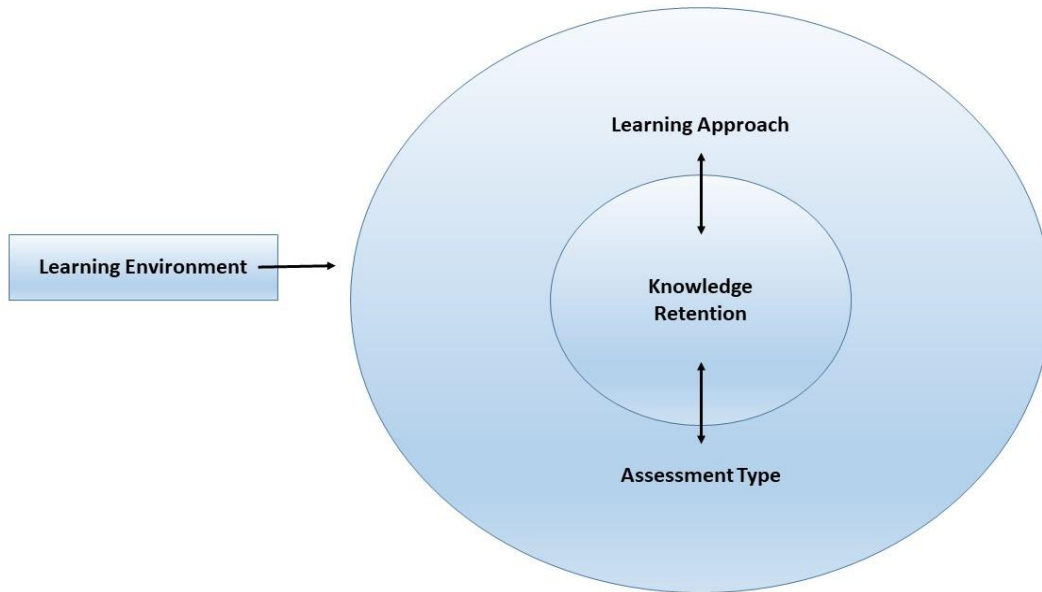 Learning Approach
Learning Environment
Knowledge
Retention
Assessment Type